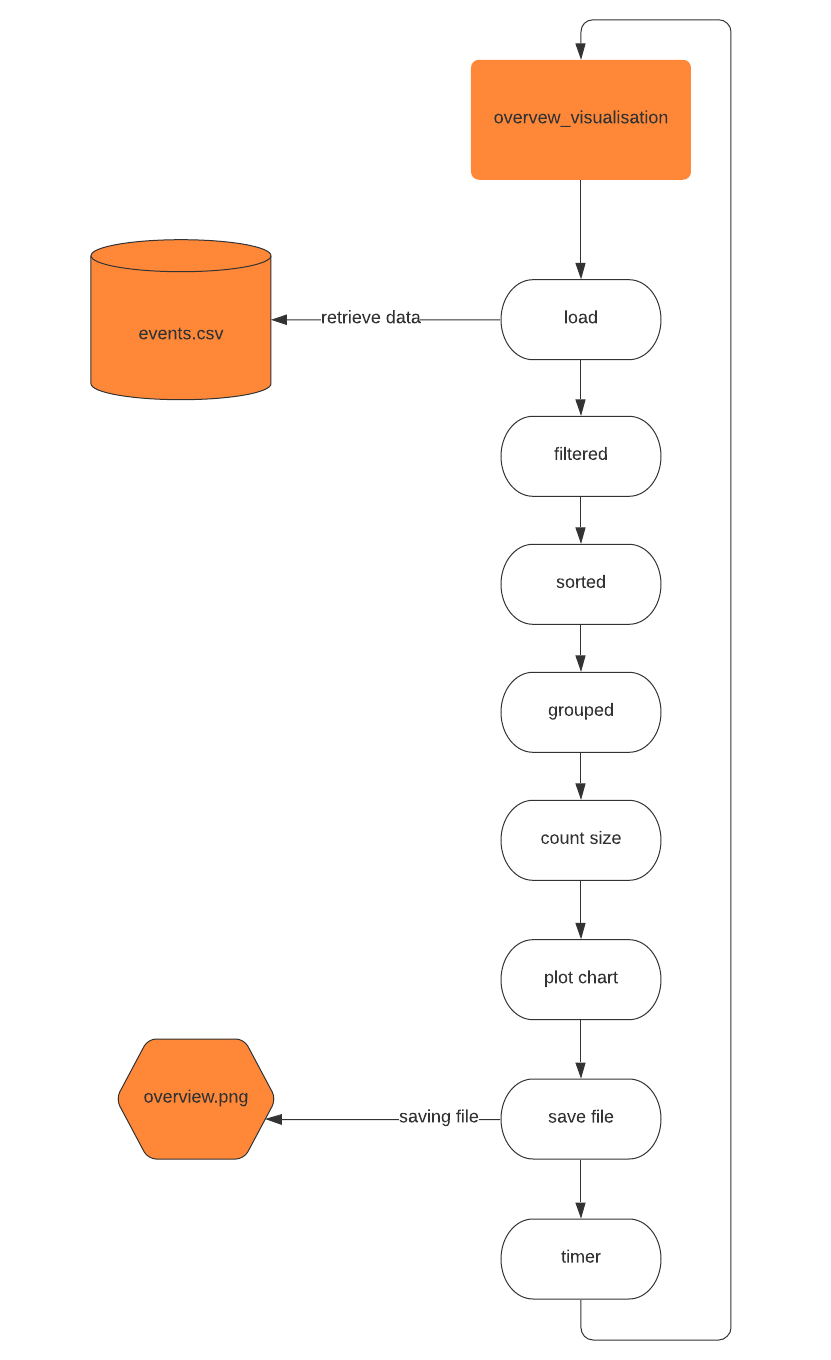 overvew_visualisation
load
retrieve data
events.csv
filtered
sorted
grouped
count size
plot chart
overview.png
saving file
save file
timer